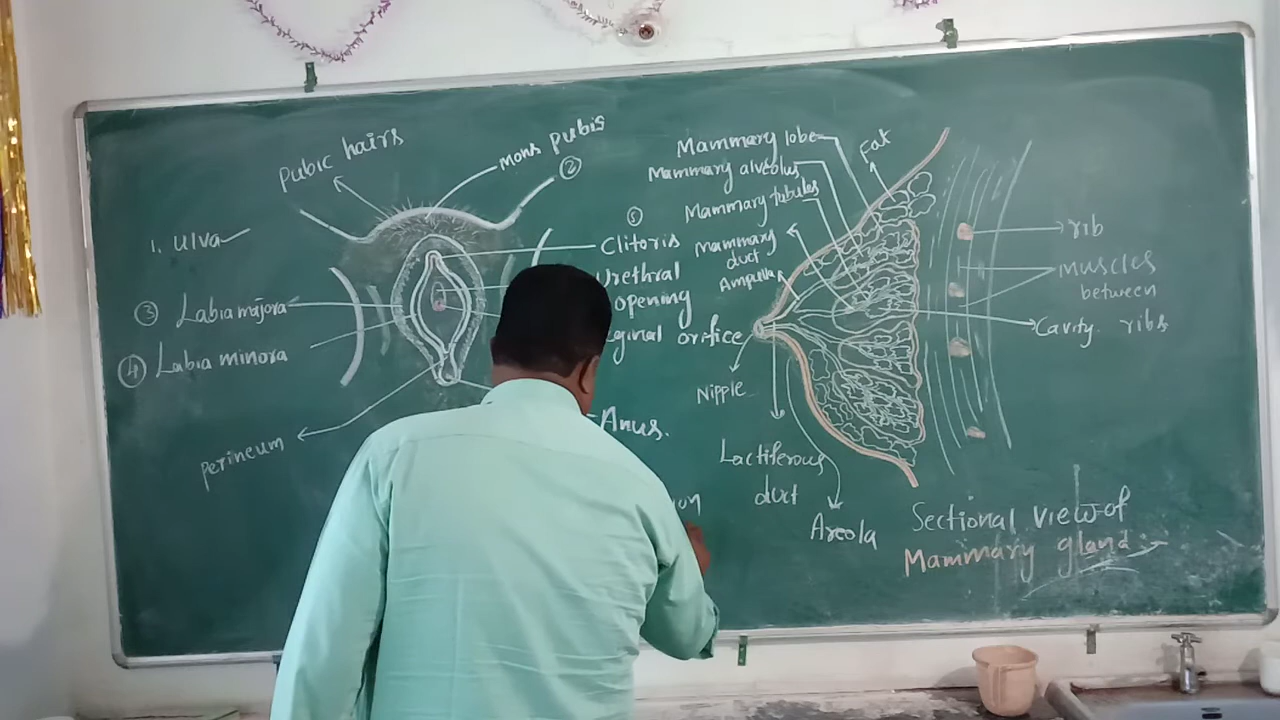 Pubic hairs
mons pubis
②
1. ulva
③ Labia majora
④ Labia minora
perineum
⑤
Clitoris
Urethral
opening
ginal orifice
Anus.
Mammary lobe
Mammary alveolus
Mammary tubules
Mammary
duct
Ampulla
Fat
Nipple
Lactiferous
duct
Areola
rib
Muscles
between
Cavity. ribs
Sectional view of
Mammary gland